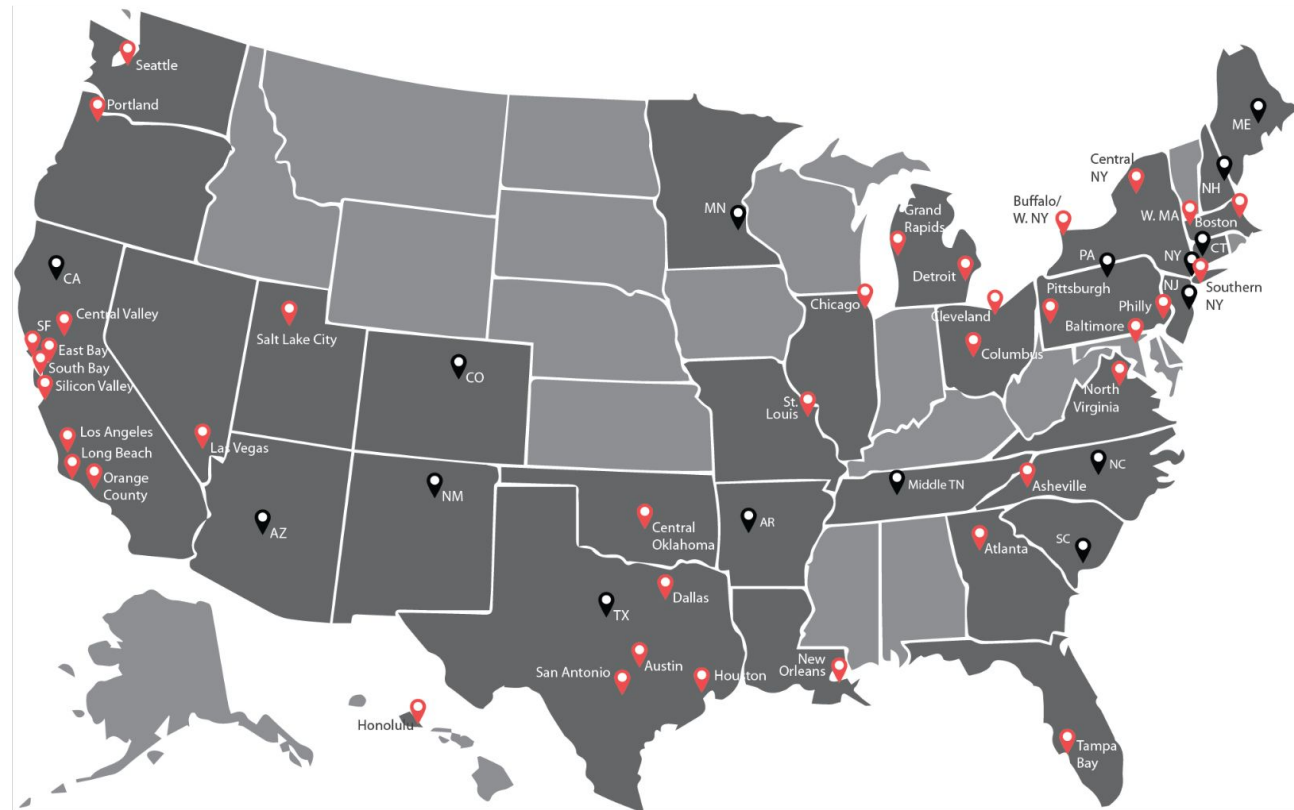 Seattle
Portland
ME
Central
NY
NH
Buffalo/
W. NY
W. MA
Boston
MN
Grand
Rapids
CT
PA
NY
CA
Detroit
Pittsburgh
NJ
Southern
NY
Chicago
Cleveland
Philly
Central Valley
SF
Baltimore
Salt Lake City
East Bay
Columbus
South Bay
CO
Silicon Valley
North
Virginia
St.
Louis
Los Angeles
Las Vegas
Long Beach
NC
Orange
County
NM
Middle TN
Asheville
AZ
Central
Oklahoma
AR
SC
Atlanta
Dallas
TX
Austin
San Antonio
Houston
New
Orleans
Honolulu
Tampa
Bay